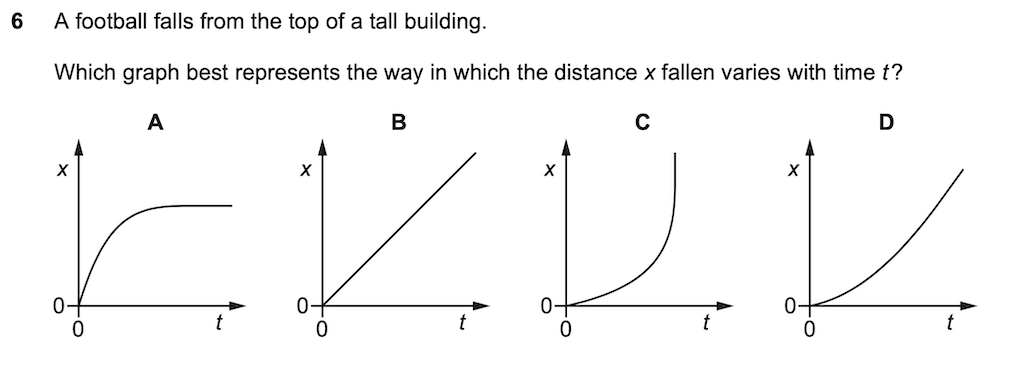 6 A football falls from the top of a tall building.
Which graph best represents the way in which the distance x fallen varies with time t?
A B C D
x x x x
0 0 0 0
0 t 0 t 0 t 0 t